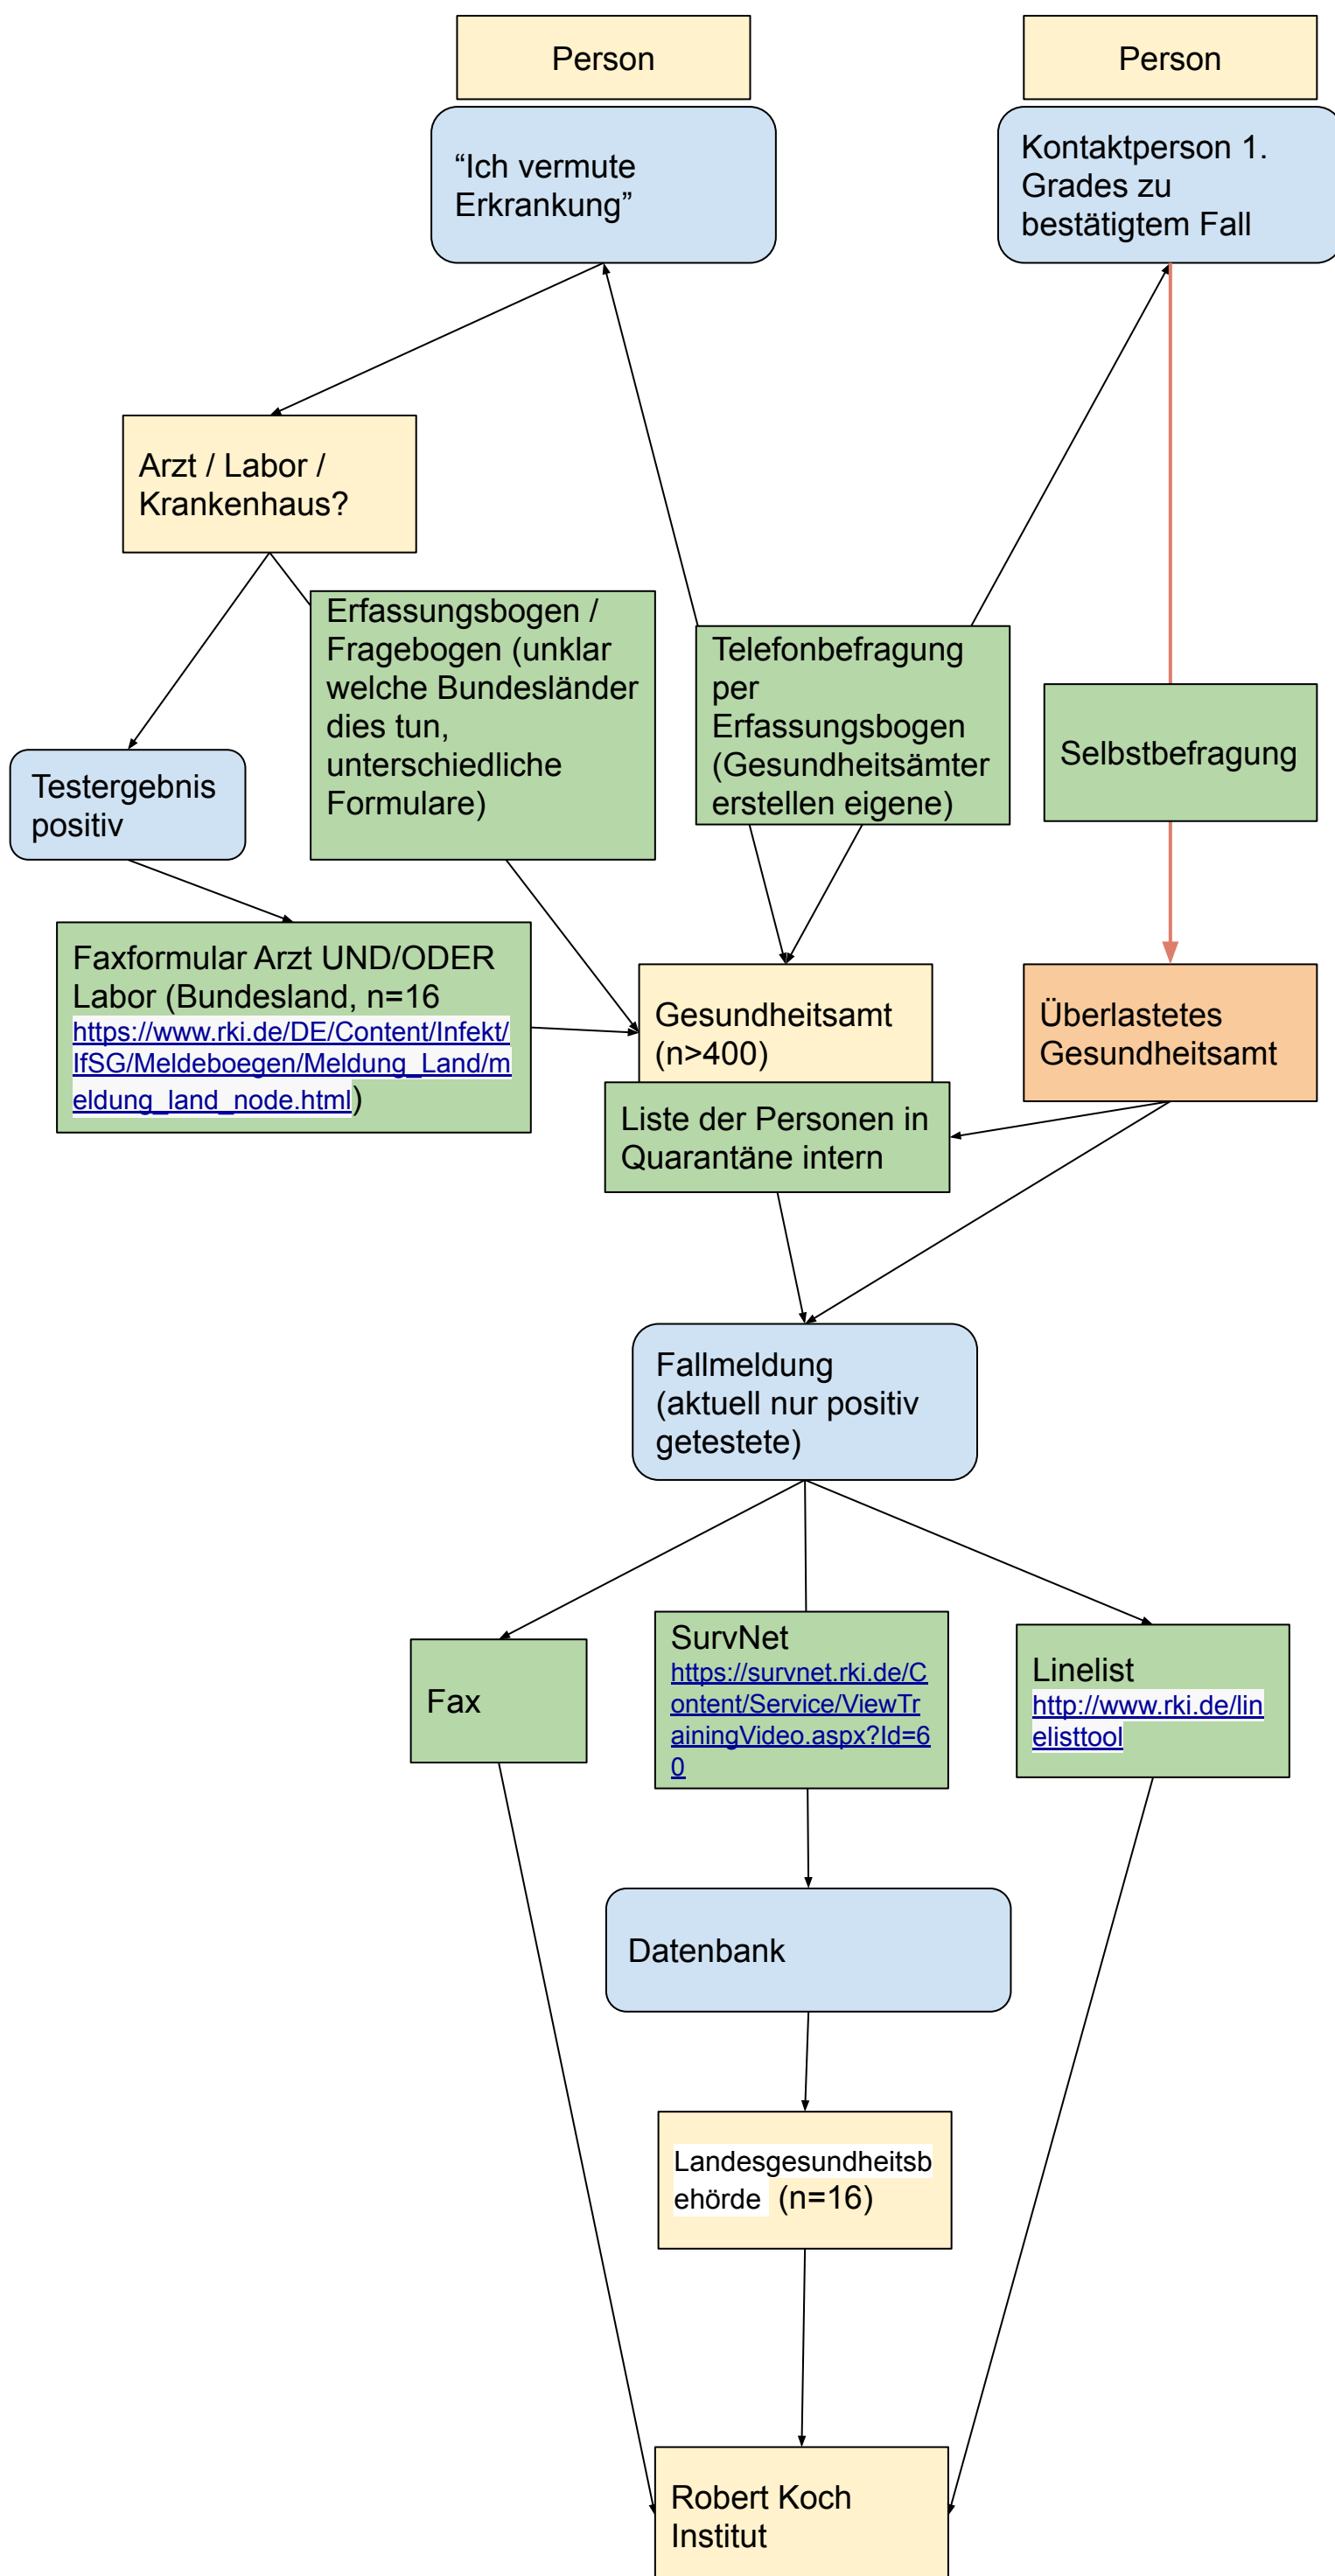 Person
Person
“Ich vermute
Erkrankung”
Kontaktperson 1.
Grades zu
bestätigtem Fall
Arzt / Labor /
Krankenhaus?
Erfassungsbogen /
Fragebogen (unklar
welche Bundesländer
dies tun,
unterschiedliche
Formulare)
Telefonbefragung
per
Erfassungsbogen
(Gesundheitsämter
erstellen eigene)
Selbstbefragung
Testergebnis
positiv
Faxformular Arzt UND/ODER
Labor (Bundesland, n=16
https://www.rki.de/DE/Content/Infekt/
IfSG/Meldeboegen/Meldung_Land/m
eldung_land_node.html)
Gesundheitsamt
(n>400)
Überlastetes
Gesundheitsamt
Liste der Personen in
Quarantäne intern
Fallmeldung
(aktuell nur positiv
getestete)
Fax
SurvNet
https://survnet.rki.de/C
ontent/Service/ViewTr
ainingVideo.aspx?Id=6
0
Linelist
http://www.rki.de/lin
elisttool
Datenbank
Landesgesundheitsb
ehörde (n=16)
Robert Koch
Institut